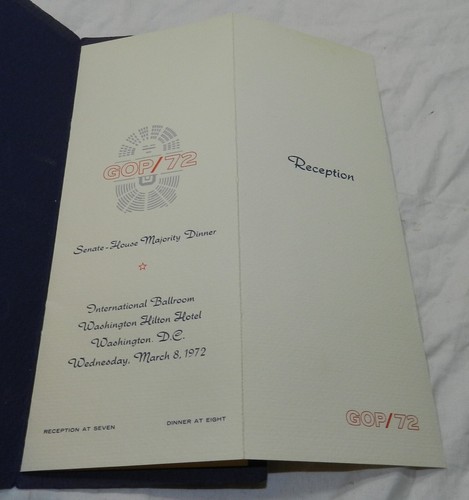 GOP/72
Senate-House Majority Dinner
International Ballroom
Washington Hilton Hotel
Washington. D.C.
Wednesday, March 8, 1972
RECEPTION AT SEVEN
DINNER AT EIGHT
Reception
GOP/72